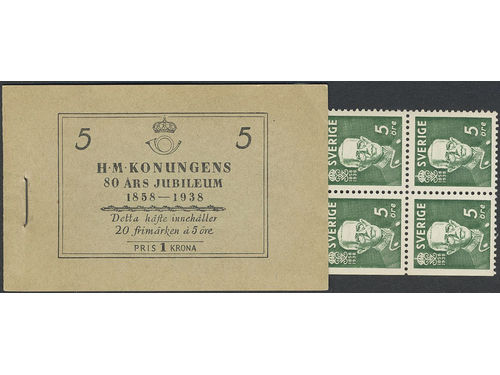 5 5
H·M·KONUNGENS
80 ÅRS JUBILEUM
1858—1938
Detta häfte innehåller
20 frimärken à 5 öre
PRIS 1 KRONA
SVERIGE 5 öre
SVERIGE 5 öre
SVERIGE 5 öre
SVERIGE 5 öre